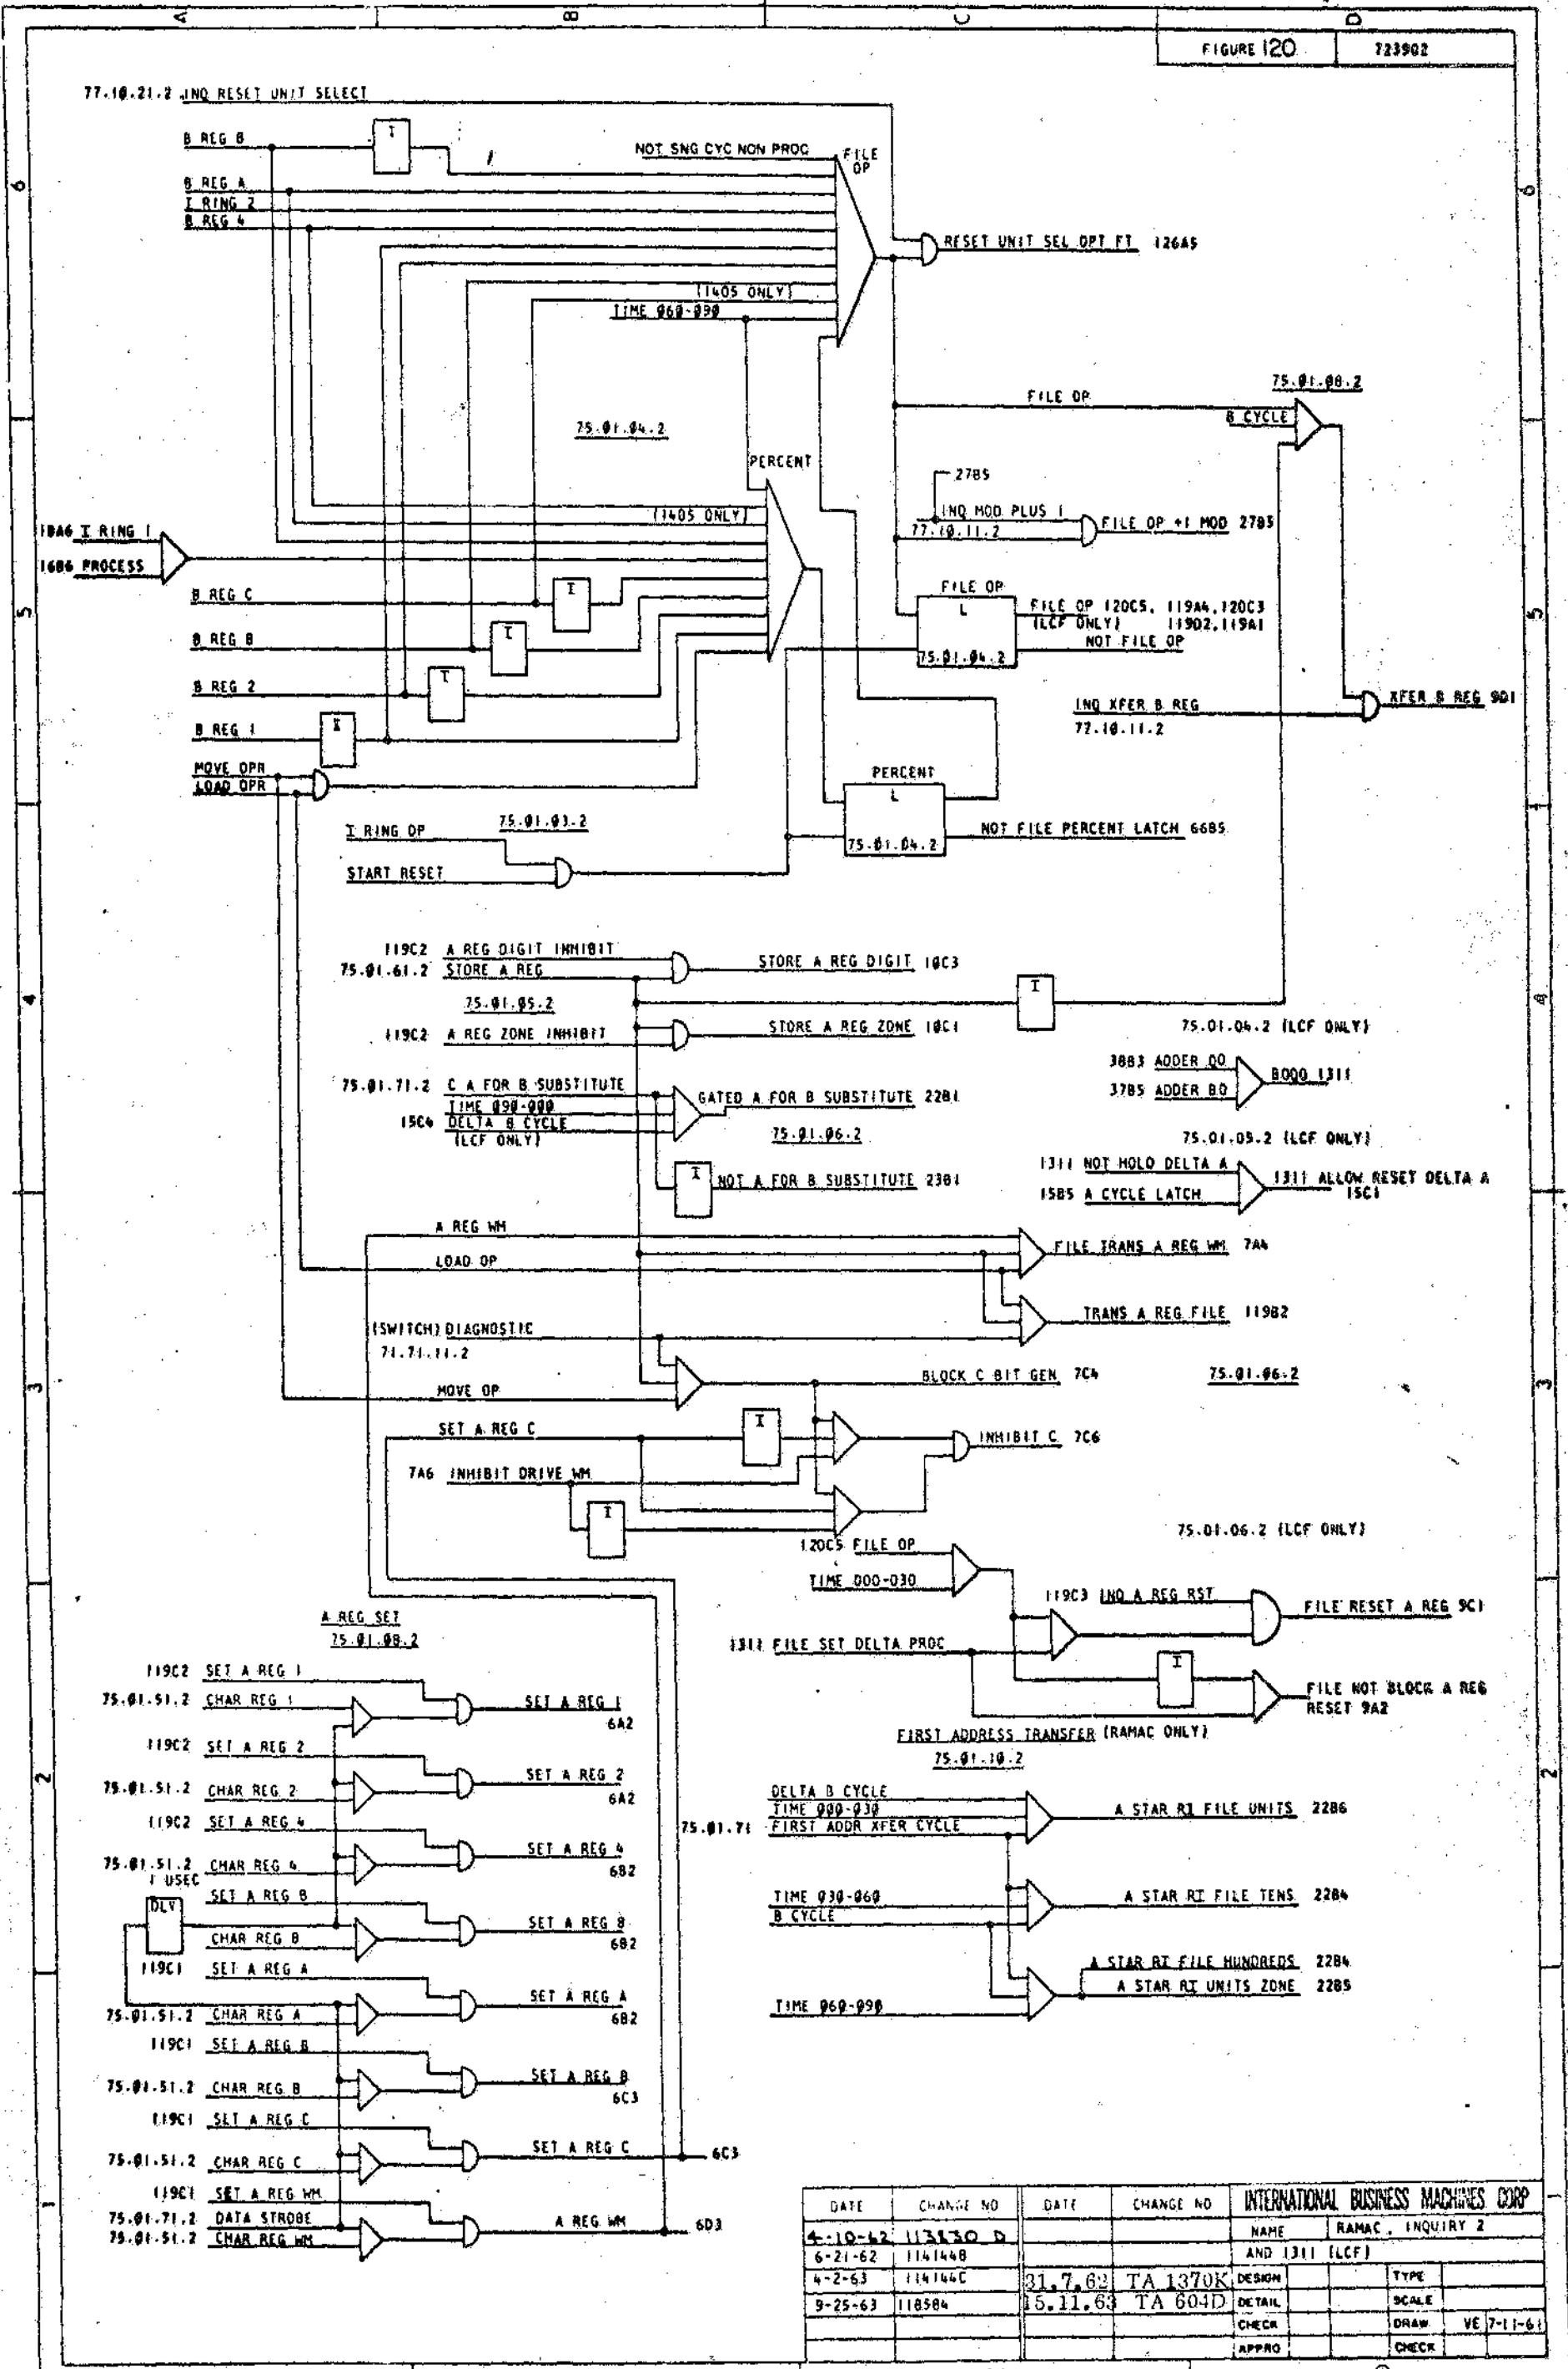 A B C D
FIGURE 120 723902
77.10.21.2 INQ RESET UNIT SELECT
B REG 8
I
NOT SNG CYC NON PROC
FILE OP
B REG A
I RING 2
B REG 4
RESET UNIT SEL OPT FT 126A5
(1405 ONLY)
TIME 060-090
75.01.08.2
FILE OP
B CYCLE
75.01.04.2
PERCENT
27B5
(1405 ONLY)
INQ MOD PLUS 1
77.10.11.2
FILE OP +1 MOD 27B5
18A6 I RING 1
16B6 PROCESS
B REG C
I
FILE OP
L
75.01.04.2
FILE OP 120C5, 119A4, 120C3
(LCF ONLY) 119D2, 119A1
NOT FILE OP
B REG B
I
B REG 2
I
INQ XFER B REG
77.10.11.2
XFER B REG 9D1
B REG 1
I
MOVE OPR
LOAD OPR
PERCENT
L
75.01.04.2
I RING OP
75.01.03.2
NOT FILE PERCENT LATCH 66B5
START RESET
119C2 A REG DIGIT INHIBIT
75.01.61.2 STORE A REG
STORE A REG DIGIT 10C3
75.01.05.2
I
119C2 A REG ZONE INHIBIT
STORE A REG ZONE 10C1
75.01.04.2 (LCF ONLY)
38B3 ADDER QO
37B5 ADDER BO
BOQO 1311
75.01.71.2 C A FOR B SUBSTITUTE
TIME 090-000
15C4 DELTA B CYCLE
(LCF ONLY)
GATED A FOR B SUBSTITUTE 22B1
75.01.06.2
75.01.05.2 (LCF ONLY)
I
NOT A FOR B SUBSTITUTE 23B1
1311 NOT HOLD DELTA A
15B5 A CYCLE LATCH
1311 ALLOW RESET DELTA A
15C1
A REG WM
FILE TRANS A REG WM 7A4
LOAD OP
TRANS A REG FILE 119B2
(SWITCH) DIAGNOSTIC
71.71.11.2
BLOCK C BIT GEN 7C4
75.01.06.2
MOVE OP
SET A REG C
I
INHIBIT C 7C6
7A6 INHIBIT DRIVE WM
I
75.01.06.2 (LCF ONLY)
120C5 FILE OP
TIME 000-030
119C3 INQ A REG RST
FILE RESET A REG 9C1
1311 FILE SET DELTA PROC
I
FILE NOT BLOCK A REG
RESET 9A2
A REG SET
75.01.08.2
119C2 SET A REG 1
75.01.51.2 CHAR REG 1
SET A REG 1
6A2
FIRST ADDRESS TRANSFER (RAMAC ONLY)
75.01.10.2
119C2 SET A REG 2
75.01.51.2 CHAR REG 2
SET A REG 2
6A2
DELTA B CYCLE
TIME 000-030
75.01.71 FIRST ADDR XFER CYCLE
A STAR RI FILE UNITS 22B6
119C2 SET A REG 4
75.01.51.2 CHAR REG 4
SET A REG 4
6B2
1 USEC
DLY
SET A REG 8
CHAR REG 8
SET A REG 8
6B2
TIME 030-060
B CYCLE
A STAR RI FILE TENS 22B4
119C1 SET A REG A
75.01.51.2 CHAR REG A
SET A REG A
6B2
TIME 060-090
A STAR RI FILE HUNDREDS 22B4
A STAR RI UNITS ZONE 22B5
119C1 SET A REG B
75.01.51.2 CHAR REG B
SET A REG B
6C3
119C1 SET A REG C
75.01.51.2 CHAR REG C
SET A REG C 6C3
119C1 SET A REG WM
75.01.71.2 DATA STROBE
75.01.51.2 CHAR REG WM
A REG WM 6D3
DATE CHANGE NO DATE CHANGE NO INTERNATIONAL BUSINESS MACHINES CORP
4-10-62 NAME RAMAC, INQUIRY 2
6-21-62 114144B AND 1311 (LCF)
4-2-63 114144C 31.7.62 TA 1370K DESIGN TYPE
9-25-63 118584 15.11.63 TA 604D DETAIL SCALE
CHECK DRAW VE 7-11-61
APPRO CHECK